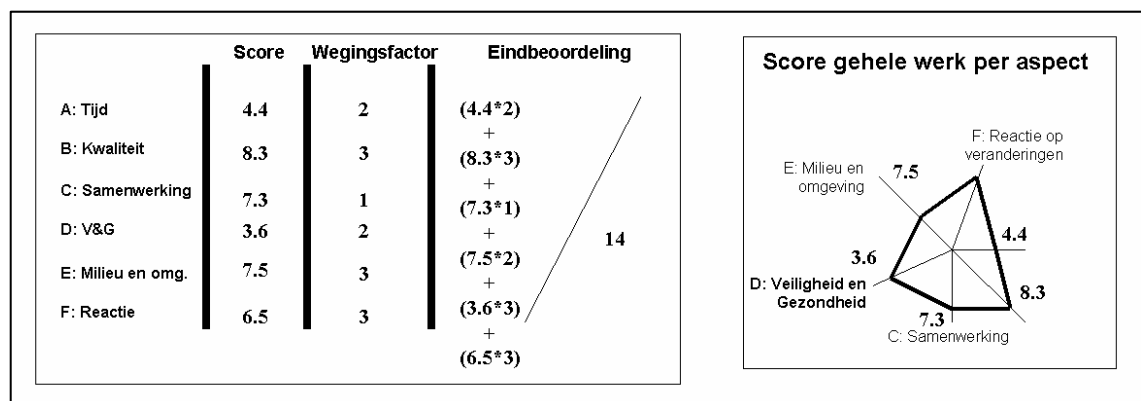 Score Wegingsfactor Eindbeoordeling
A: Tijd 4.4 2 (4.4*2)
+
B: Kwaliteit 8.3 3 (8.3*3)
+
C: Samenwerking 7.3 1 (7.3*1)
+
D: V&G 3.6 2 (7.5*2)
+
E: Milieu en omg. 7.5 3 (3.6*3)
+
F: Reactie 6.5 3 (6.5*3)
14
Score gehele werk per aspect
F: Reactie op
veranderingen
7.5
E: Milieu en
omgeving
4.4
3.6
8.3
D: Veiligheid en
Gezondheid
7.3
C: Samenwerking